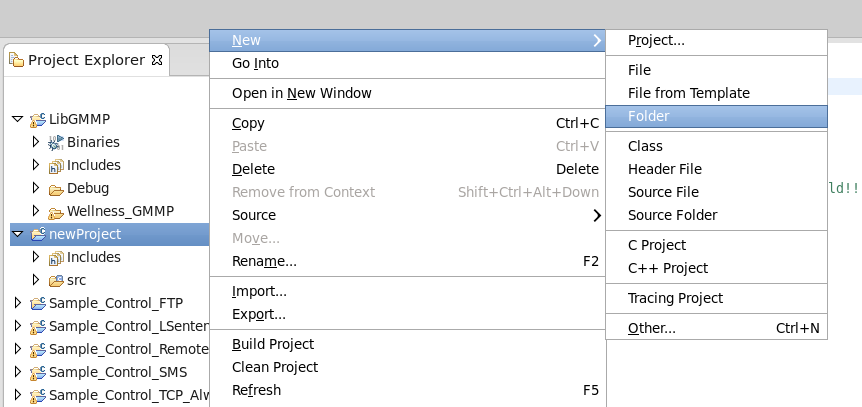 Project Explorer
LibGMMP
Binaries
Includes
Debug
Wellness_GMMP
newProject
Includes
src
Sample_Control_FTP
Sample_Control_LSenten
Sample_Control_Remote
Sample_Control_SMS
Sample_Control_TCP_Alw
New
Go Into
Open in New Window
Copy Ctrl+C
Paste Ctrl+V
Delete Delete
Remove from Context Shift+Ctrl+Alt+Down
Source
Move...
Rename... F2
Import...
Export...
Build Project
Clean Project
Refresh F5
Project...
File
File from Template
Folder
Class
Header File
Source File
Source Folder
C Project
C++ Project
Tracing Project
Other... Ctrl+N
ld!!